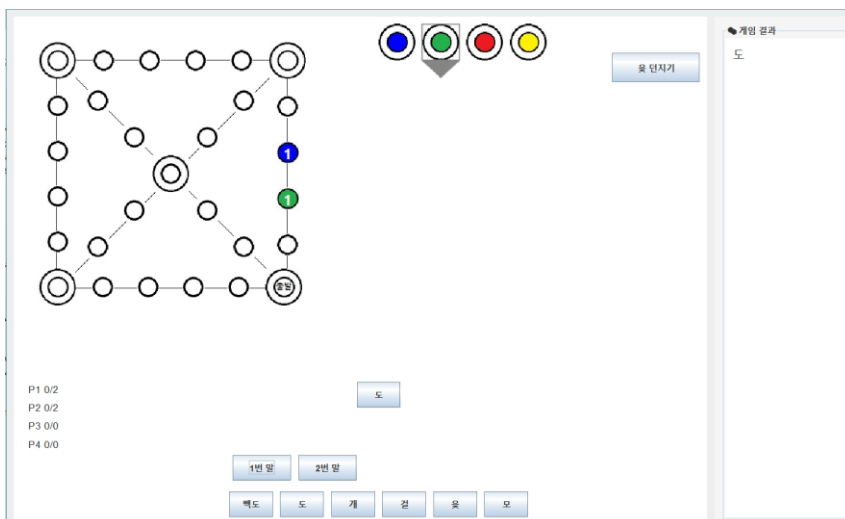 게임 결과
도
윷 던지기
1
1
출발
P1 0/2
P2 0/2
P3 0/0
P4 0/0
도
1번 말
2번 말
빽도
도
개
걸
윷
모